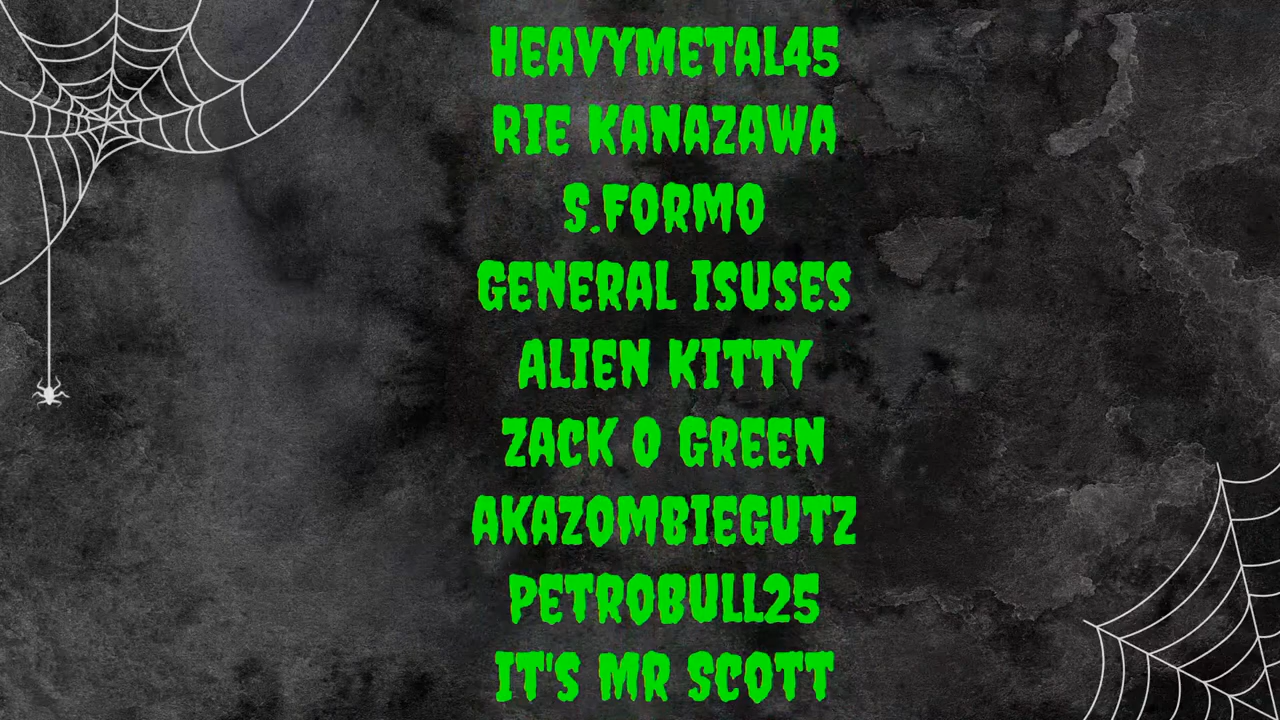 HEAVYMETAL45
RIE KANAZAWA
S.FORMO
GENERAL ISUSES
ALIEN KITTY
ZACK O GREEN
AKAZOMBIEGUTZ
PETROBULL25
IT'S MR SCOTT